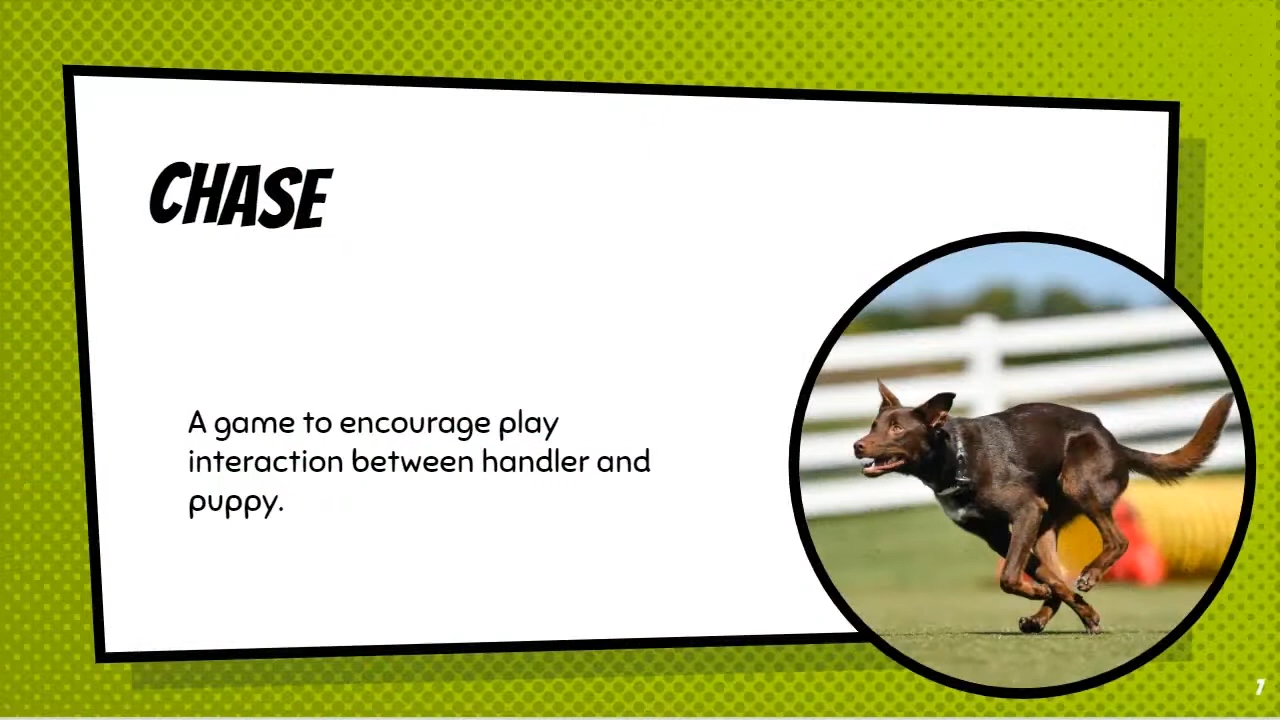 CHASE
A game to encourage play
interaction between handler and
puppy.
7